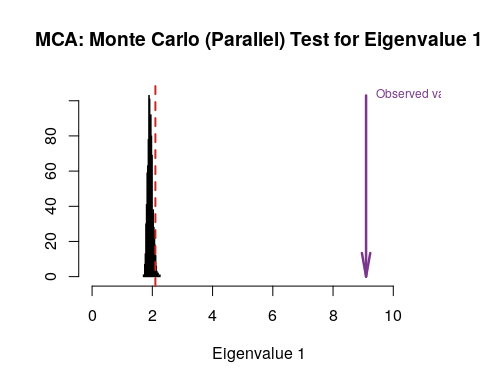 MCA: Monte Carlo (Parallel) Test for Eigenvalue 1
Observed va
0 20 40 60 80
0 2 4 6 8 10
Eigenvalue 1